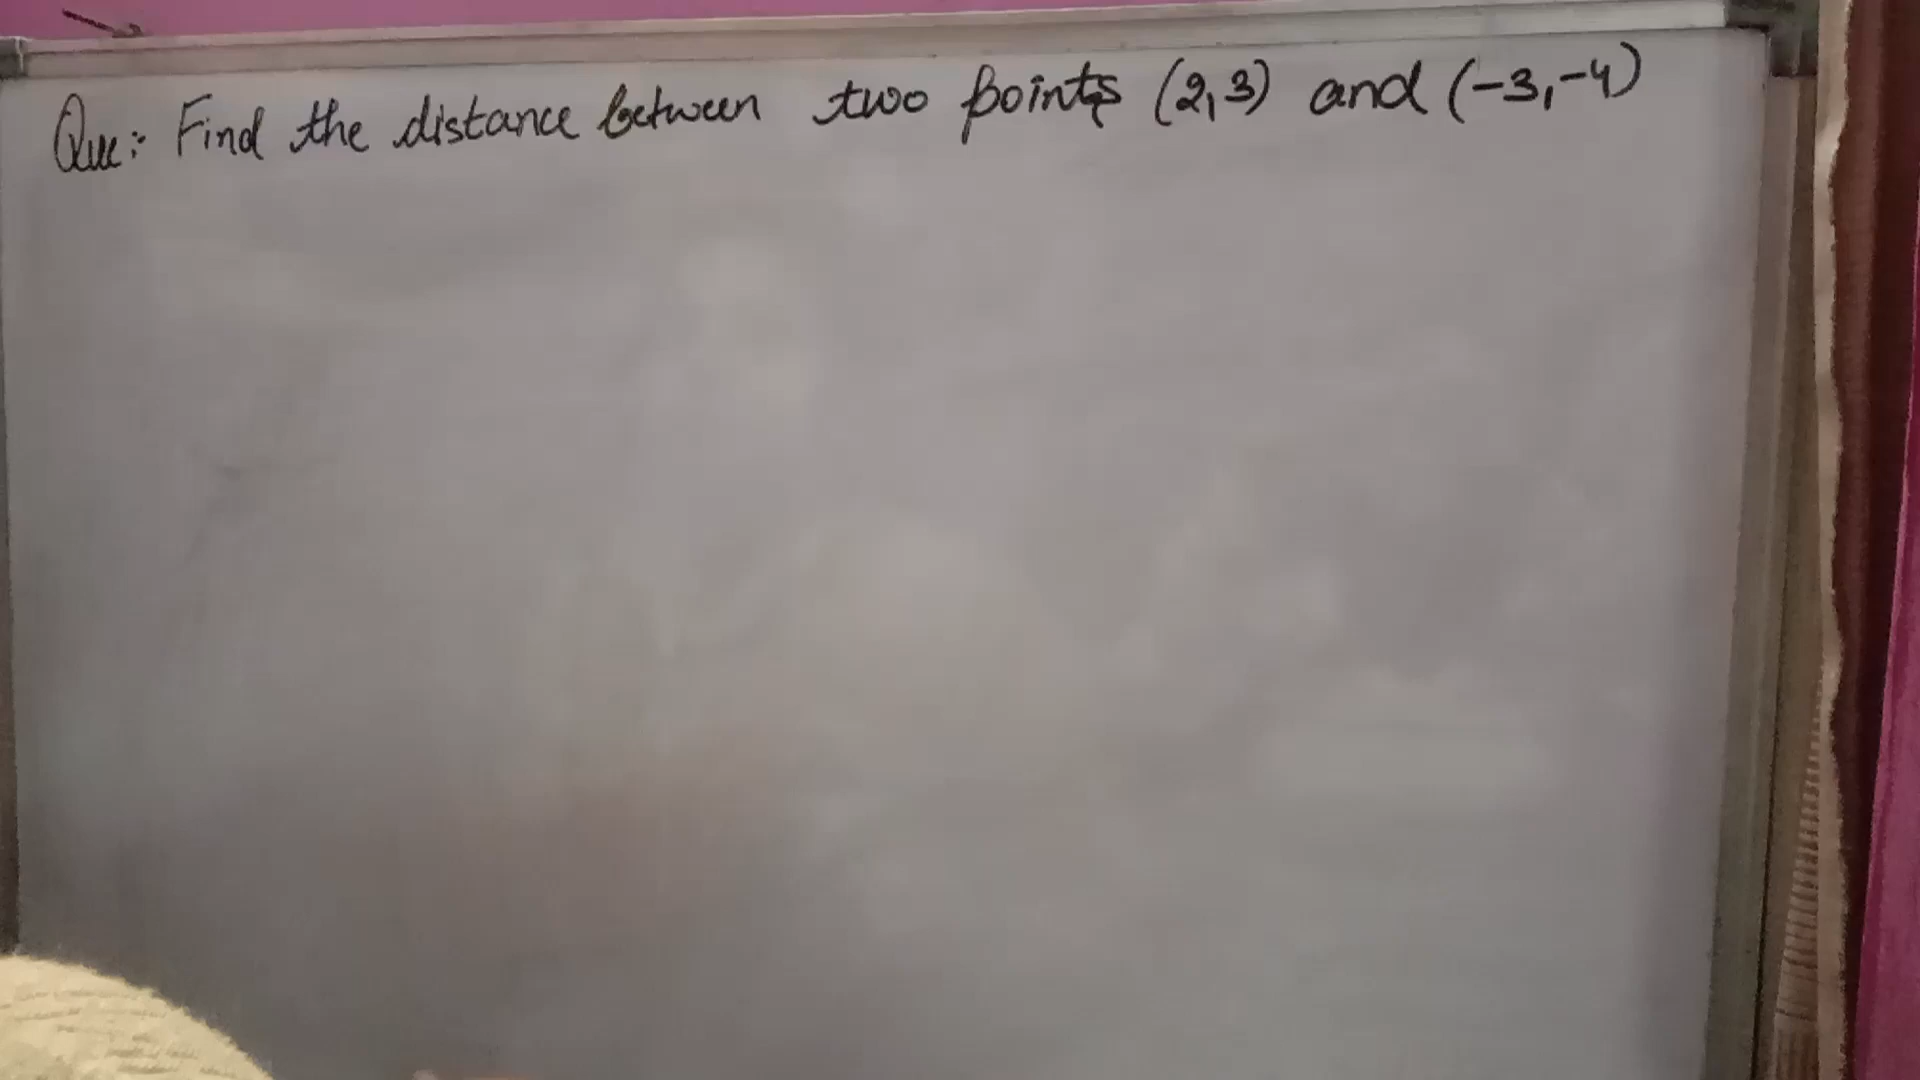 Que: Find the distance between two points (2,3) and (-3,-4)